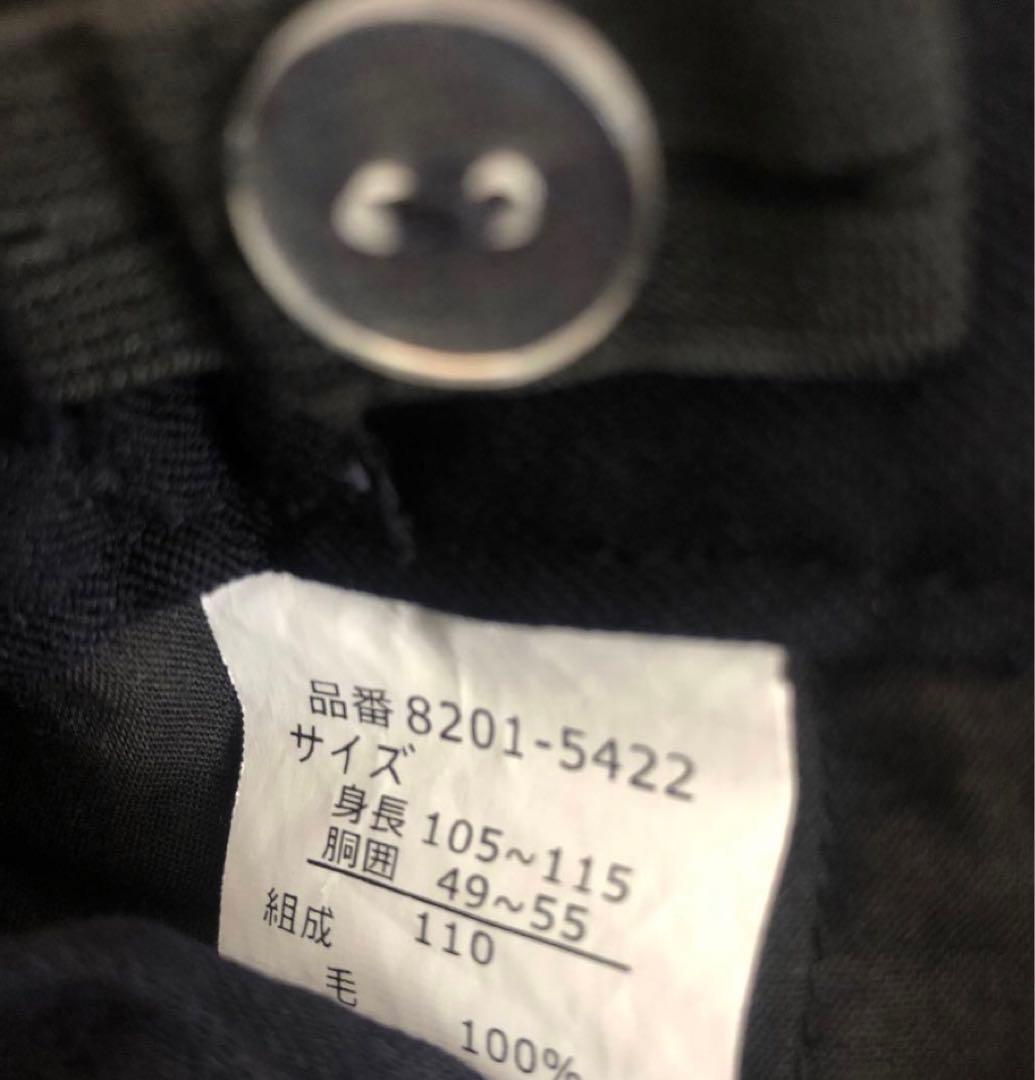 品番 8201-5422
サイズ
身長 105~115
胴囲 49~55
110
組成
毛
100%